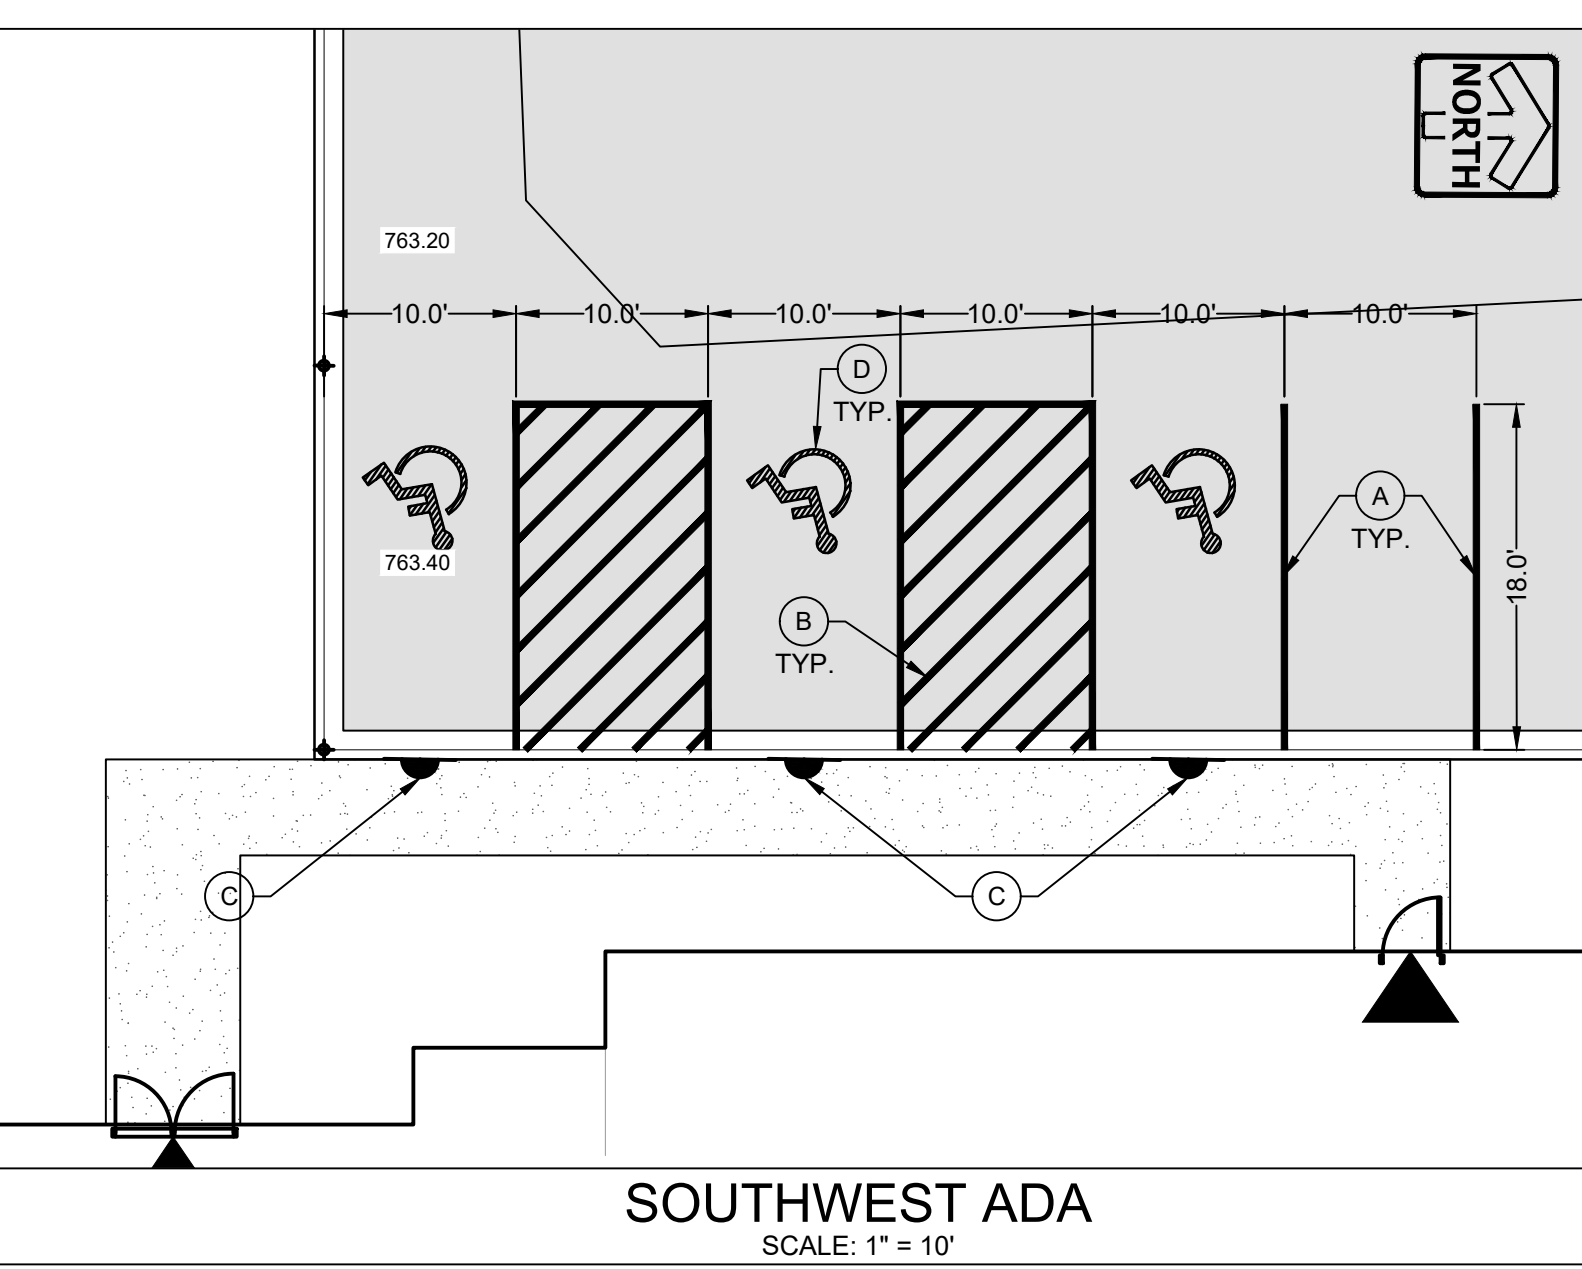 NORTH
763.20
10.0'
10.0'
10.0'
10.0'
10.0'
10.0'
D
TYP.
A
TYP.
763.40
18.0'
B
TYP.
C
C
SOUTHWEST ADA
SCALE: 1" = 10'